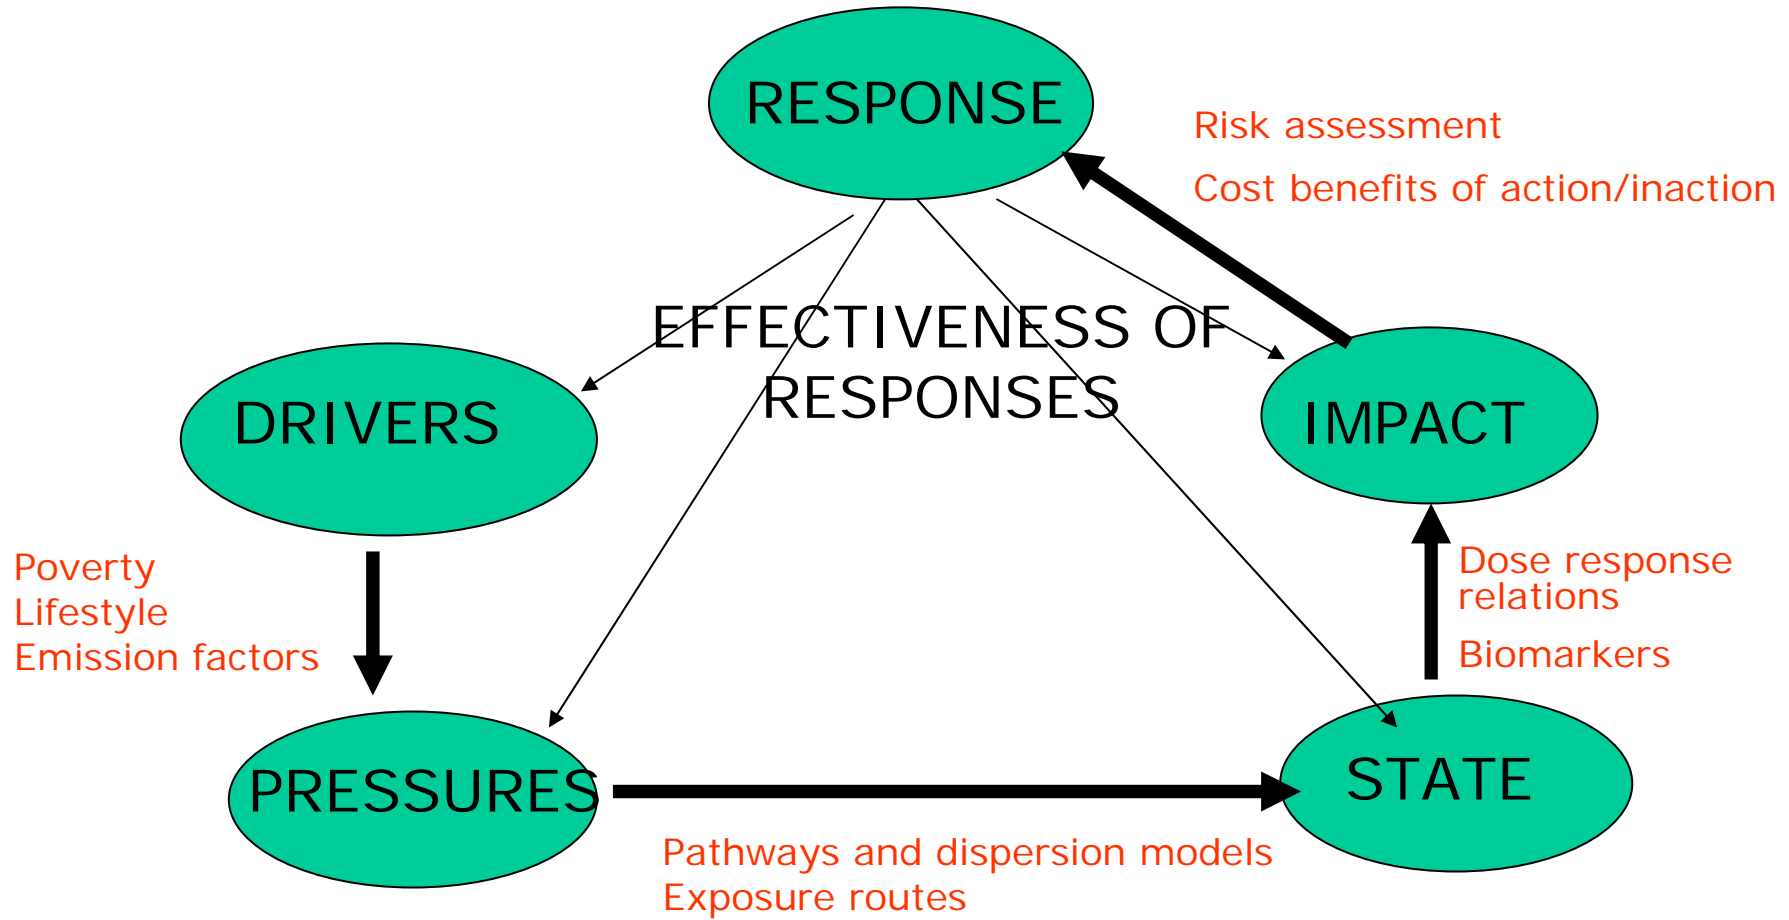 RESPONSE
Risk assessment
Cost benefits of action/inaction
EFFECTIVENESS OF
RESPONSES
DRIVERS
IMPACT
Poverty
Lifestyle
Emission factors
Dose response
relations
Biomarkers
PRESSURES
STATE
Pathways and dispersion models
Exposure routes